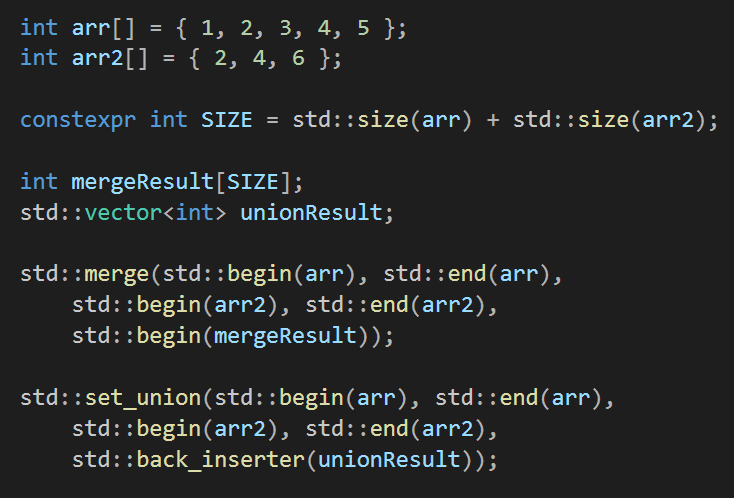 int arr[] = { 1, 2, 3, 4, 5 };
int arr2[] = { 2, 4, 6 };
constexpr int SIZE = std::size(arr) + std::size(arr2);
int mergeResult[SIZE];
std::vector<int> unionResult;
std::merge(std::begin(arr), std::end(arr),
    std::begin(arr2), std::end(arr2),
    std::begin(mergeResult));
std::set_union(std::begin(arr), std::end(arr),
    std::begin(arr2), std::end(arr2),
    std::back_inserter(unionResult));